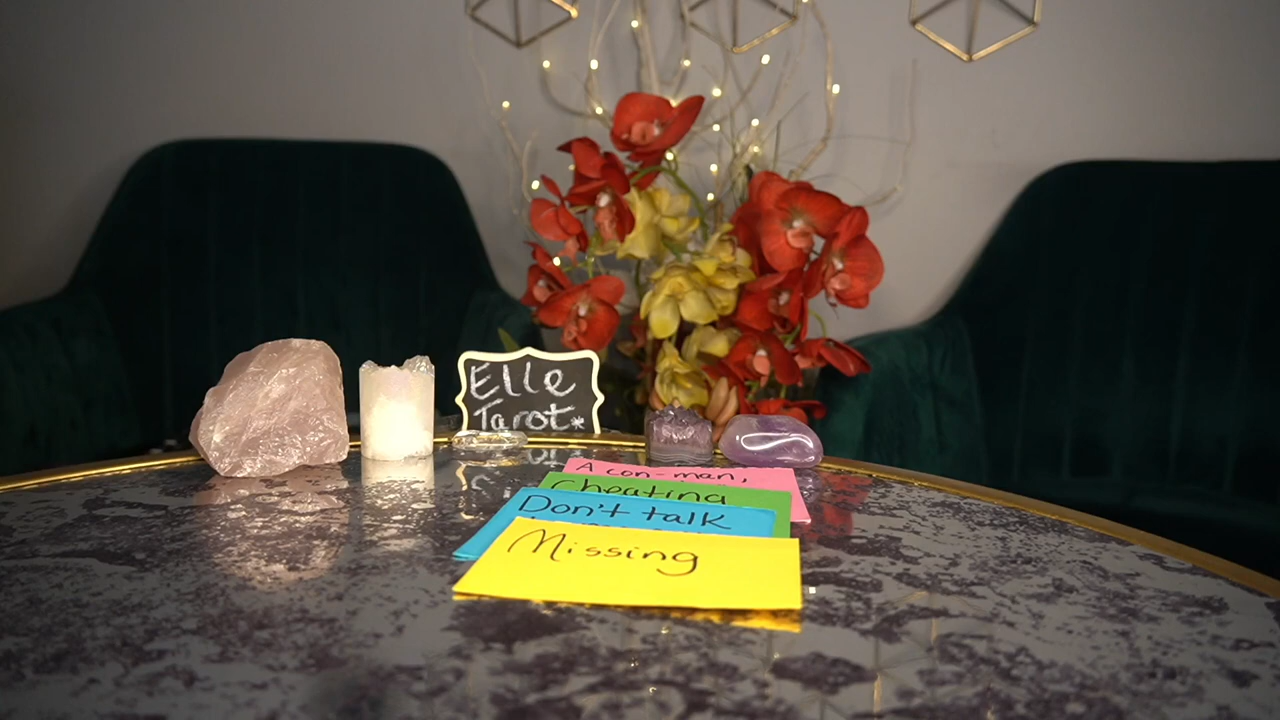 Elle
Tarot*
A con-man,
Cheating
Don't talk
Missing